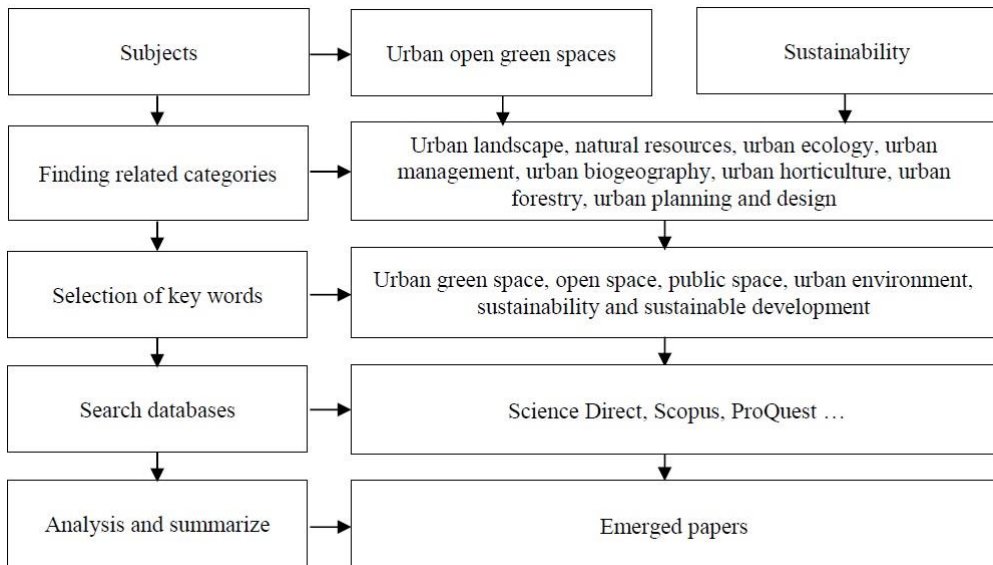 Subjects
Urban open green spaces
Sustainability
Finding related categories
Urban landscape, natural resources, urban ecology, urban
management, urban biogeography, urban horticulture, urban
forestry, urban planning and design
Selection of key words
Urban green space, open space, public space, urban environment,
sustainability and sustainable development
Search databases
Science Direct, Scopus, ProQuest …
Analysis and summarize
Emerged papers